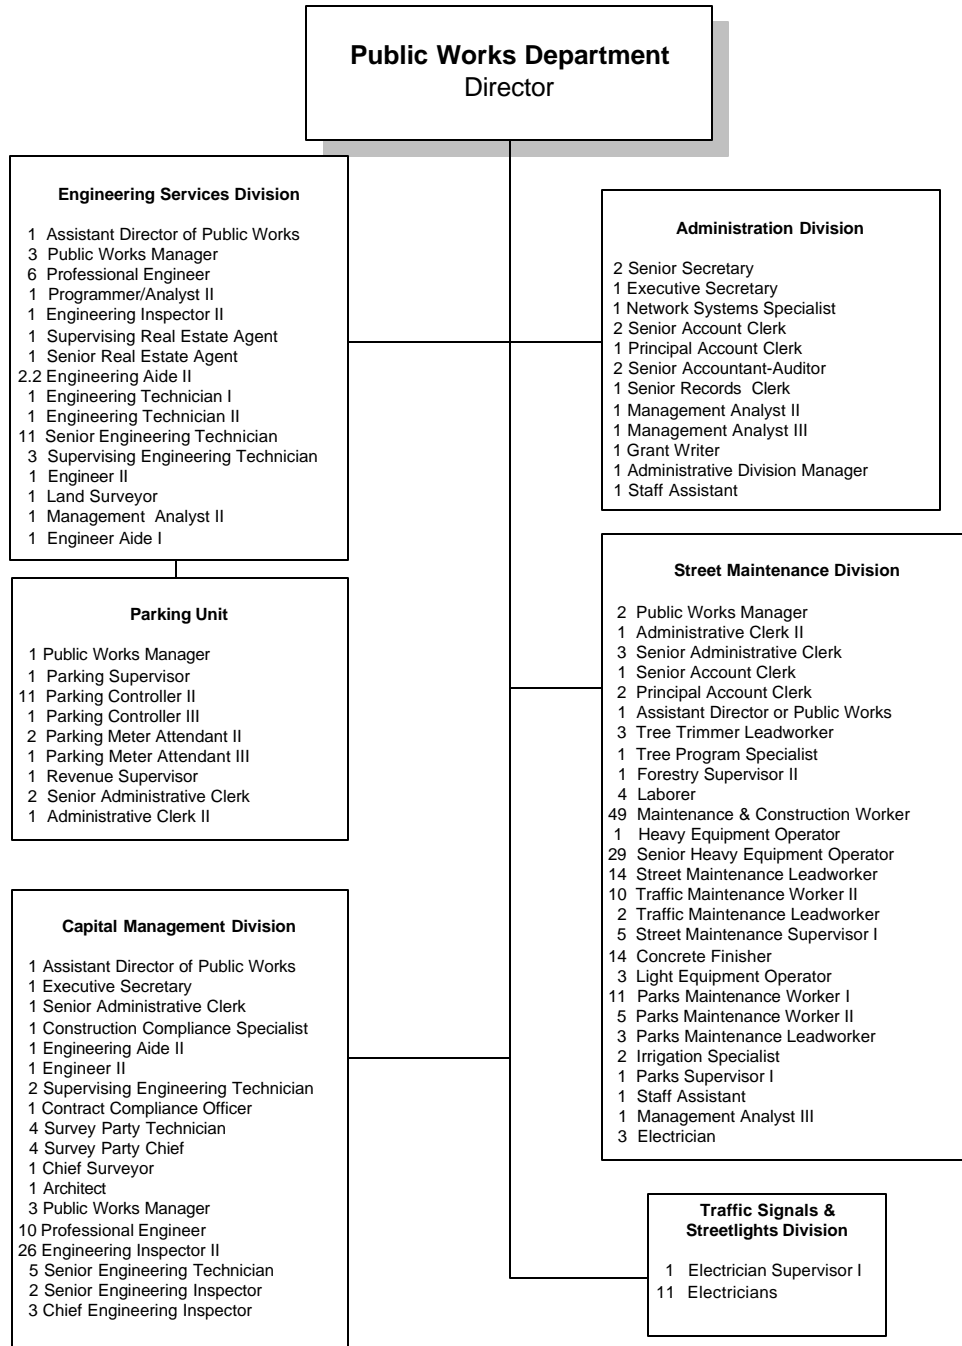 Public Works Department
Director
Engineering Services Division
1 Assistant Director of Public Works
3 Public Works Manager
6 Professional Engineer
1 Programmer/Analyst II
1 Engineering Inspector II
1 Supervising Real Estate Agent
1 Senior Real Estate Agent
2.2 Engineering Aide II
1 Engineering Technician I
1 Engineering Technician II
11 Senior Engineering Technician
3 Supervising Engineering Technician
1 Engineer II
1 Land Surveyor
1 Management Analyst II
1 Engineer Aide I
Parking Unit
1 Public Works Manager
1 Parking Supervisor
11 Parking Controller II
1 Parking Controller III
2 Parking Meter Attendant II
1 Parking Meter Attendant III
1 Revenue Supervisor
2 Senior Administrative Clerk
1 Administrative Clerk II
Capital Management Division
1 Assistant Director of Public Works
1 Executive Secretary
1 Senior Administrative Clerk
1 Construction Compliance Specialist
1 Engineering Aide II
1 Engineer II
2 Supervising Engineering Technician
1 Contract Compliance Officer
4 Survey Party Technician
4 Survey Party Chief
1 Chief Surveyor
1 Architect
3 Public Works Manager
10 Professional Engineer
26 Engineering Inspector II
5 Senior Engineering Technician
2 Senior Engineering Inspector
3 Chief Engineering Inspector
Administration Division
2 Senior Secretary
1 Executive Secretary
1 Network Systems Specialist
2 Senior Account Clerk
1 Principal Account Clerk
2 Senior Accountant-Auditor
1 Senior Records Clerk
1 Management Analyst II
1 Management Analyst III
1 Grant Writer
1 Administrative Division Manager
1 Staff Assistant
Street Maintenance Division
2 Public Works Manager
1 Administrative Clerk II
3 Senior Administrative Clerk
1 Senior Account Clerk
2 Principal Account Clerk
1 Assistant Director or Public Works
3 Tree Trimmer Leadworker
1 Tree Program Specialist
1 Forestry Supervisor II
4 Laborer
49 Maintenance & Construction Worker
1 Heavy Equipment Operator
29 Senior Heavy Equipment Operator
14 Street Maintenance Leadworker
10 Traffic Maintenance Worker II
2 Traffic Maintenance Leadworker
5 Street Maintenance Supervisor I
14 Concrete Finisher
3 Light Equipment Operator
11 Parks Maintenance Worker I
5 Parks Maintenance Worker II
3 Parks Maintenance Leadworker
2 Irrigation Specialist
1 Parks Supervisor I
1 Staff Assistant
1 Management Analyst III
3 Electrician
Traffic Signals &
Streetlights Division
1 Electrician Supervisor I
11 Electricians